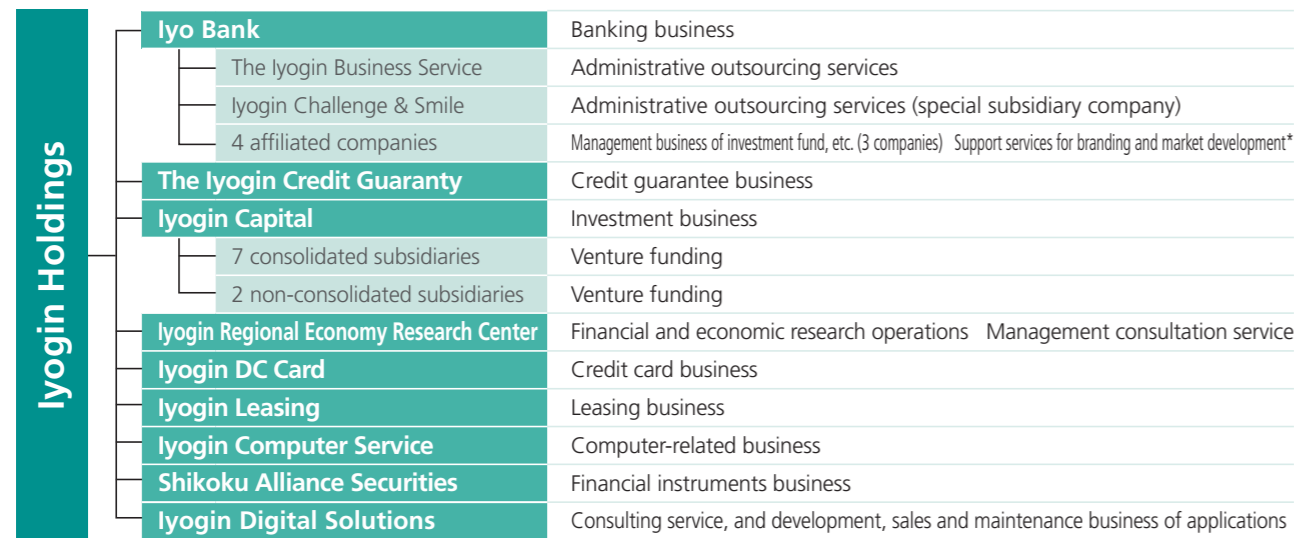 Iyogin Holdings
Iyo Bank Banking business
The Iyogin Business Service Administrative outsourcing services
Iyogin Challenge & Smile Administrative outsourcing services (special subsidiary company)
4 affiliated companies Management business of investment fund, etc. (3 companies) Support services for branding and market development*
The Iyogin Credit Guaranty Credit guarantee business
Iyogin Capital Investment business
7 consolidated subsidiaries Venture funding
2 non-consolidated subsidiaries Venture funding
Iyogin Regional Economy Research Center Financial and economic research operations Management consultation service
Iyogin DC Card Credit card business
Iyogin Leasing Leasing business
Iyogin Computer Service Computer-related business
Shikoku Alliance Securities Financial instruments business
Iyogin Digital Solutions Consulting service, and development, sales and maintenance business of applications